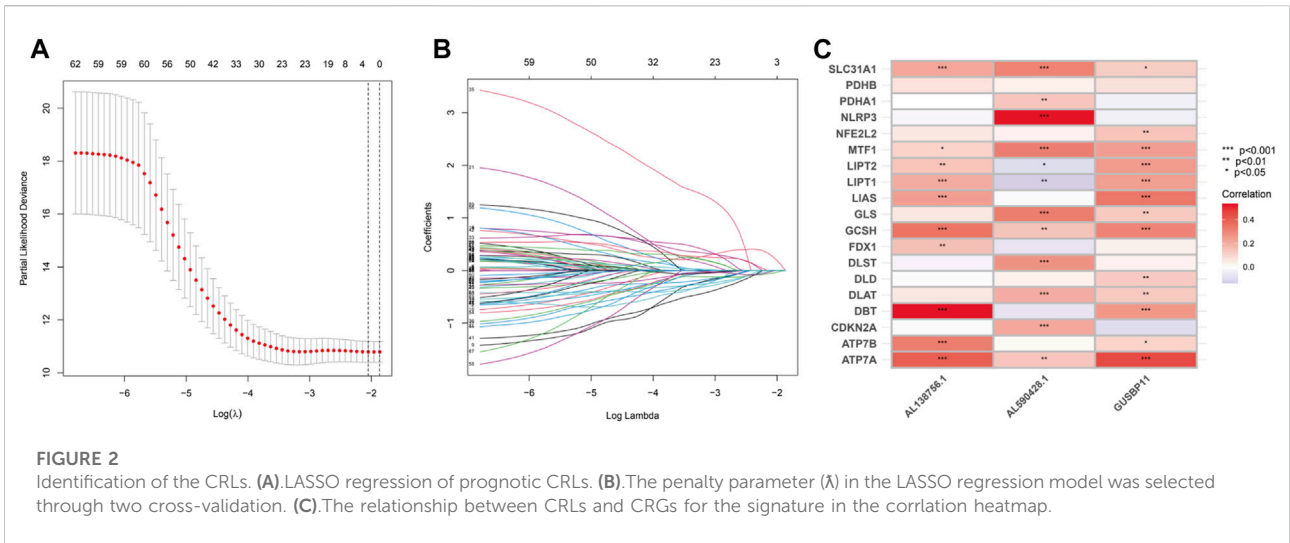 A
62 59 59 60 56 50 42 33 30 23 23 19 8 4 0
Partial Likelihood Deviance
20
18
16
14
12
10
−6 −5 −4 −3 −2
Log(λ)
B
59 50 32 23 3
Coefficients
3
2
1
0
−1
−6 −5 −4 −3 −2
Log Lambda
C
SLC31A1 *** *** *
PDHB
PDHA1 **
NLRP3 ***
NFE2L2 **
MTF1 * *** ***
LIPT2 ** * ***
LIPT1 *** ** ***
LIAS *** ***
GLS *** **
GCSH *** ** ***
FDX1 **
DLST ***
DLD **
DLAT *** **
DBT *** ***
CDKN2A ***
ATP7B *** *
ATP7A *** ** ***
AL138756.1
AL590428.1
GUSBP11
*** p<0.001
** p<0.01
* p<0.05
Correlation
0.4
0.2
0.0
FIGURE 2
Identification of the CRLs. (A).LASSO regression of prognotic CRLs. (B).The penalty parameter (ƛ) in the LASSO regression model was selected
through two cross-validation. (C).The relationship between CRLs and CRGs for the signature in the corrlation heatmap.